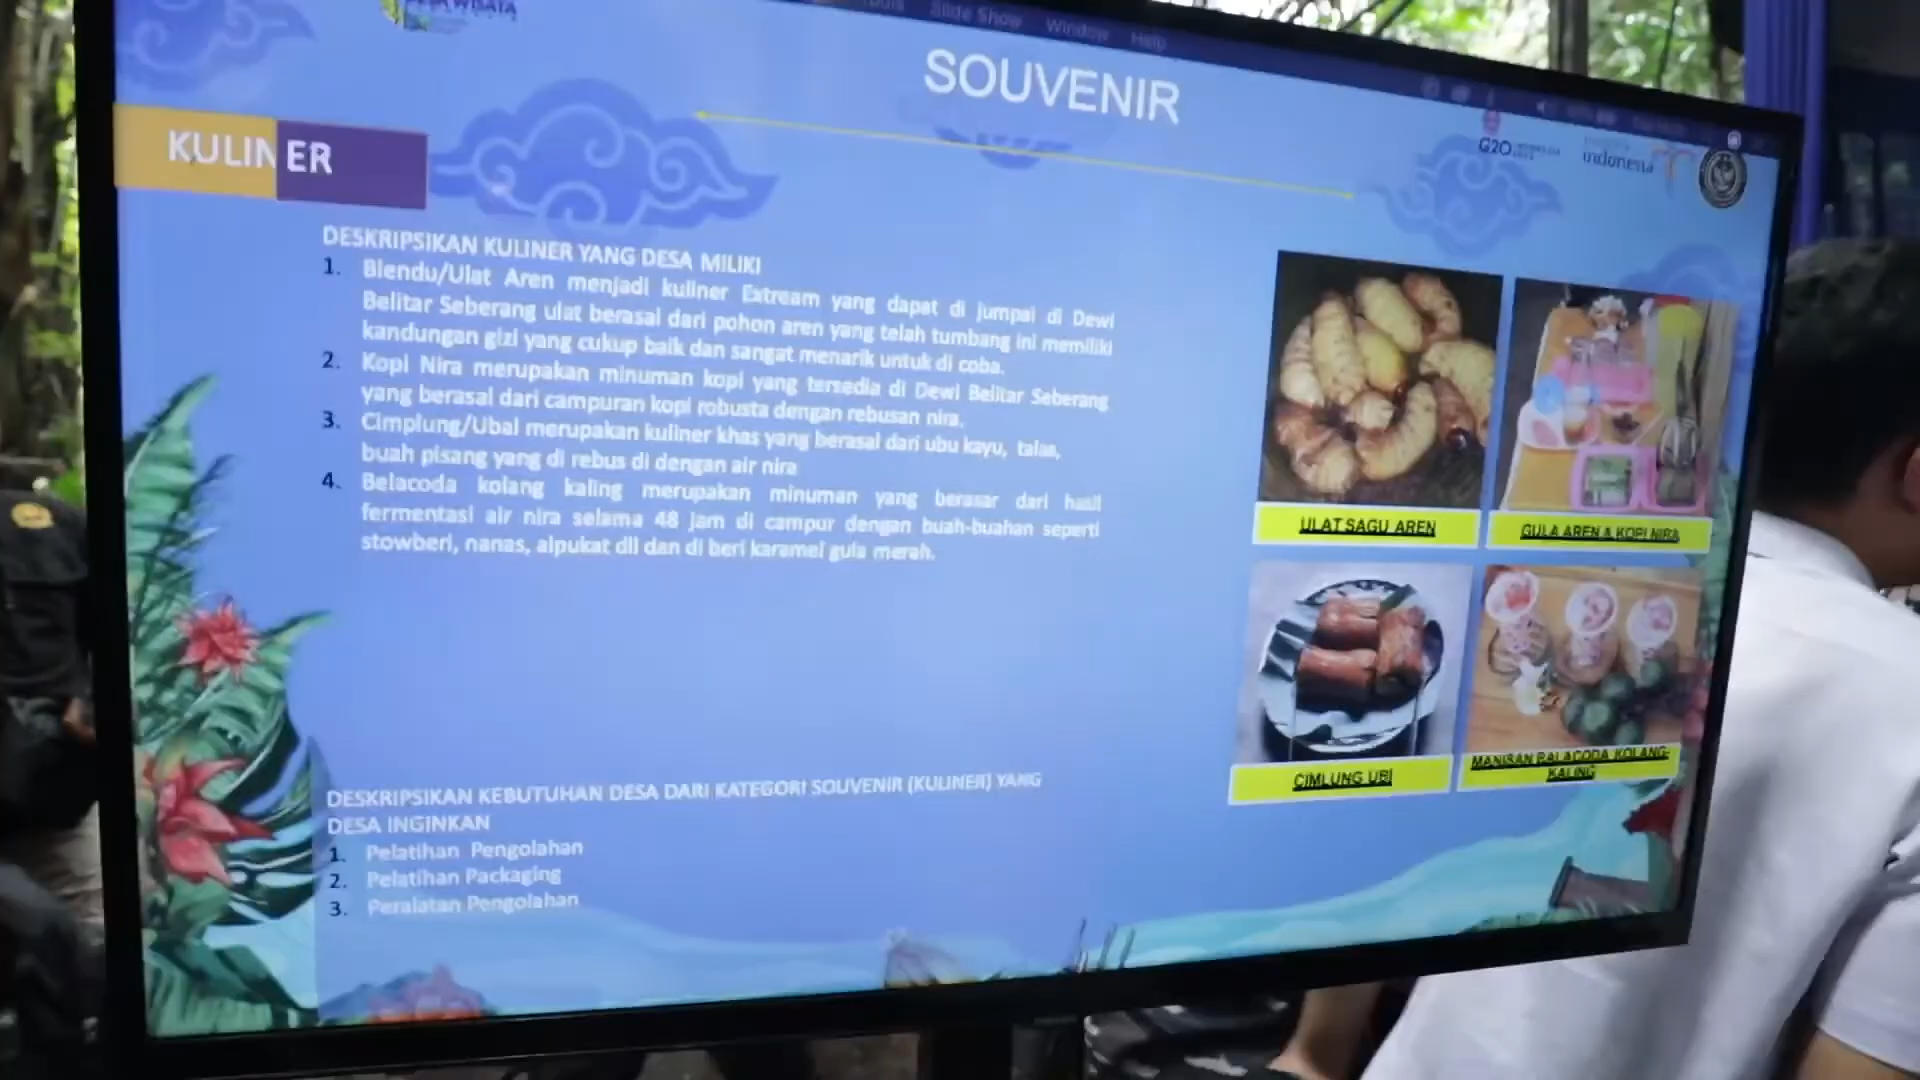 DESA WISATA
Slide Show Window Help
SOUVENIR
KULINER
G20
indonesia
DESKRIPSIKAN KULINER YANG DESA MILIKI
1. Blendu/Ulat Aren menjadi kuliner Extream yang dapat di jumpai di Dewi
Belitar Seberang ulat berasal dari pohon aren yang telah tumbang ini memiliki
kandungan gizi yang cukup baik dan sangat menarik untuk di coba.
2. Kopi Nira merupakan minuman kopi yang tersedia di Dewi Belitar Seberang
yang berasal dari campuran kopi robusta dengan rebusan nira.
3. Cimplung/Ubal merupakan kuliner khas yang berasal dari ubu kayu, talas,
buah pisang yang di rebus di dengan air nira
4. Belacoda kolang kaling merupakan minuman yang berasar dari hasil
fermentasi air nira selama 48 jam di campur dengan buah-buahan seperti
stowberi, nanas, alpukat dll dan di beri karamel gula merah.
ULAT SAGU AREN
GULA AREN & KOPI NIRA
CIMLUNG UBI
MANISAN BALACODA KOLANG-
KALING
DESKRIPSIKAN KEBUTUHAN DESA DARI KATEGORI SOUVENIR (KULINER) YANG
DESA INGINKAN
1. Pelatihan Pengolahan
2. Pelatihan Packaging
3. Peralatan Pengolahan